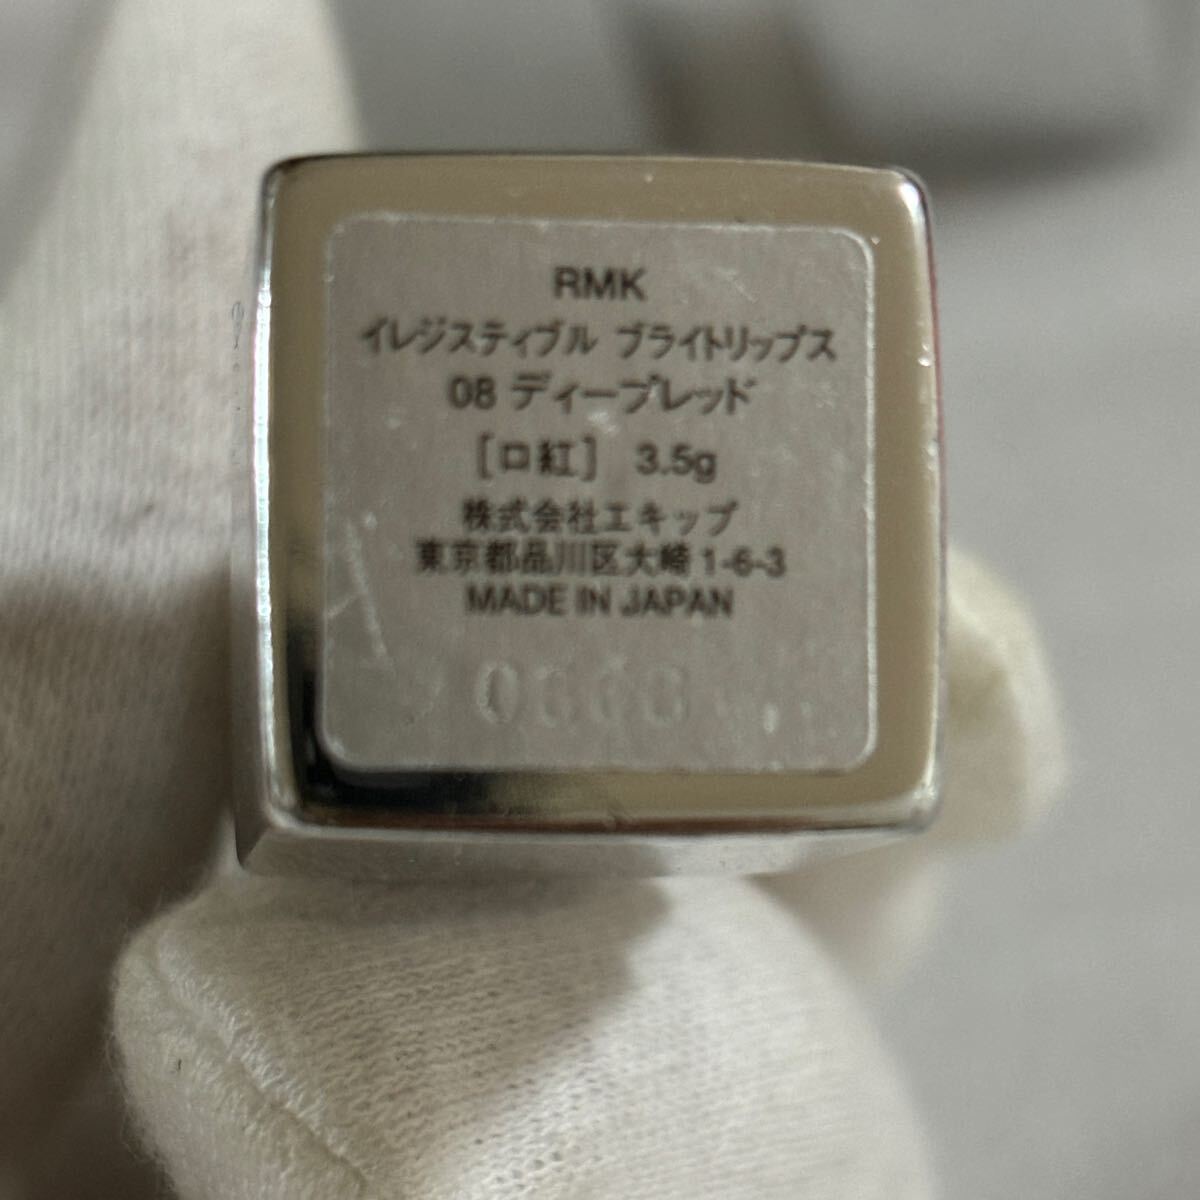 RMK
イレジスティブル ブライトリップス
08 ディープレッド
[口紅] 3.5g
株式会社エキップ
東京都品川区大崎1-6-3
MADE IN JAPAN